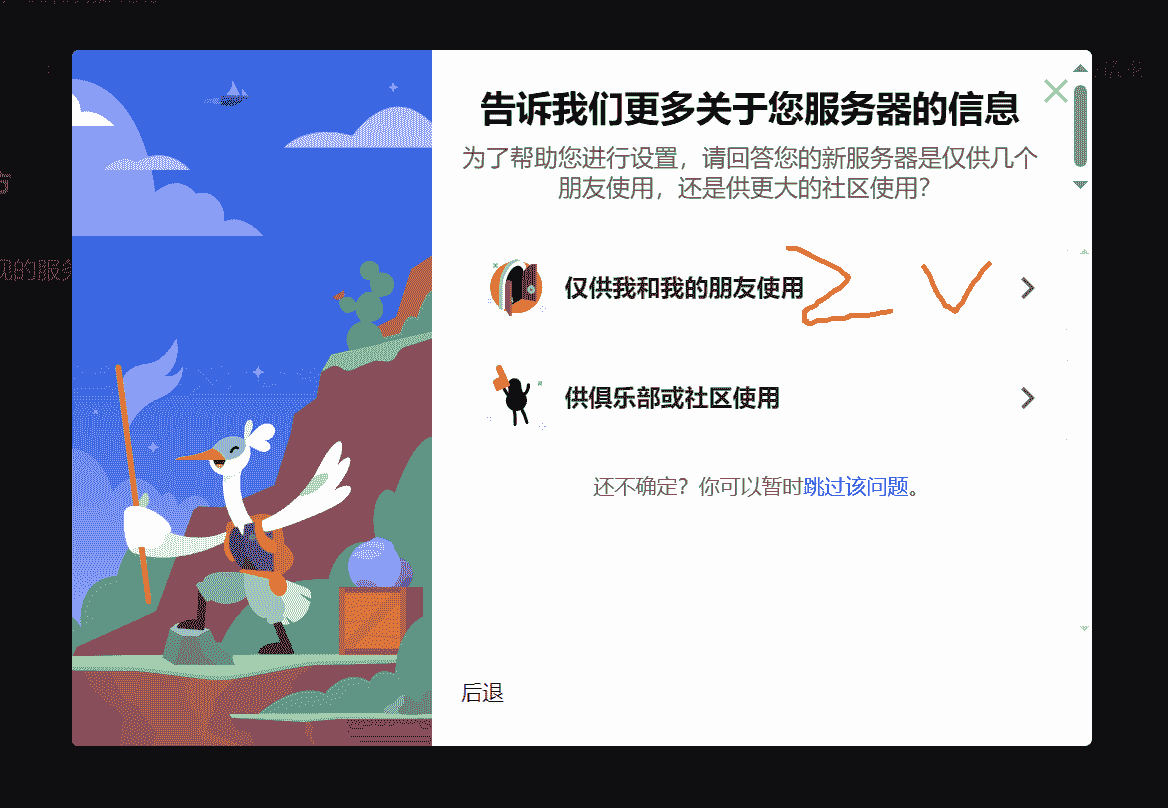 告诉我们更多关于您服务器的信息
为了帮助您进行设置，请回答您的新服务器是仅供几个
朋友使用，还是供更大的社区使用？
仅供我和我的朋友使用 2 √
供俱乐部或社区使用
还不确定？你可以暂时跳过该问题。
后退